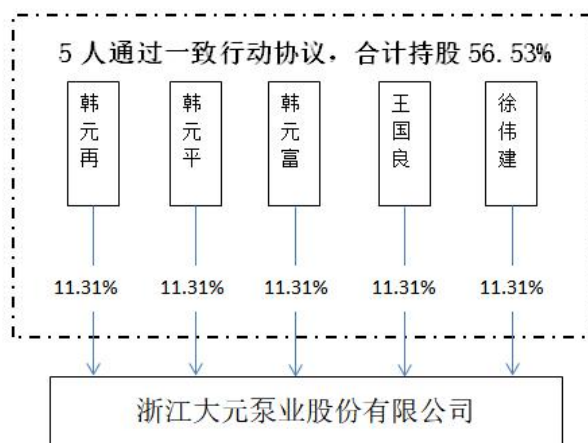 5 人通过一致行动协议，合计持股 56.53%
韩元再
韩元平
韩元富
王国良
徐伟建
11.31% 11.31% 11.31% 11.31% 11.31%
浙江大元泵业股份有限公司